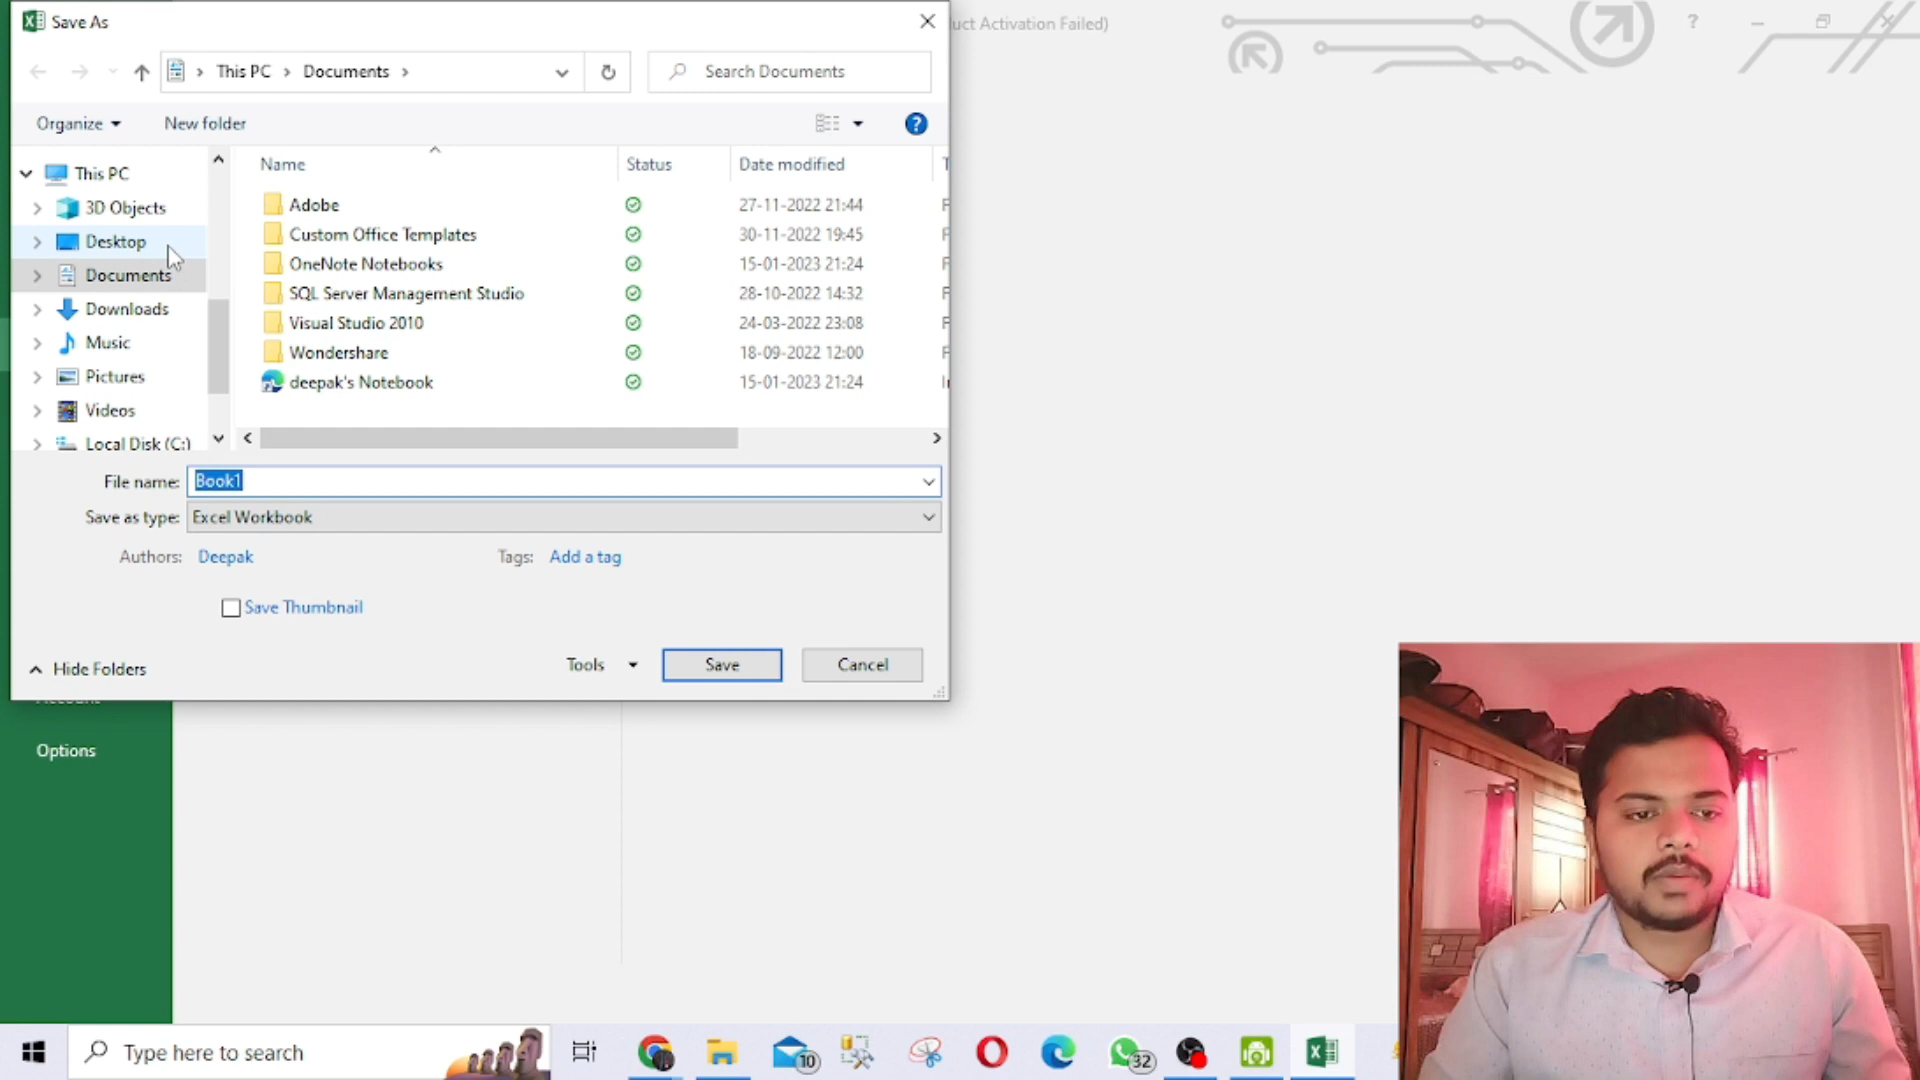 Save As
uct Activation Failed)
?
This PC > Documents >
Search Documents
Organize
New folder
?
Name
Status
Date modified
This PC
3D Objects
Desktop
Documents
Downloads
Music
Pictures
Videos
Local Disk (C:)
Adobe 27-11-2022 21:44
Custom Office Templates 30-11-2022 19:45
OneNote Notebooks 15-01-2023 21:24
SQL Server Management Studio 28-10-2022 14:32
Visual Studio 2010 24-03-2022 23:08
Wondershare 18-09-2022 12:00
deepak's Notebook 15-01-2023 21:24
File name: Book1
Save as type: Excel Workbook
Authors: Deepak
Tags: Add a tag
Save Thumbnail
Hide Folders
Tools
Save
Cancel
Account
Options
Type here to search
10
32